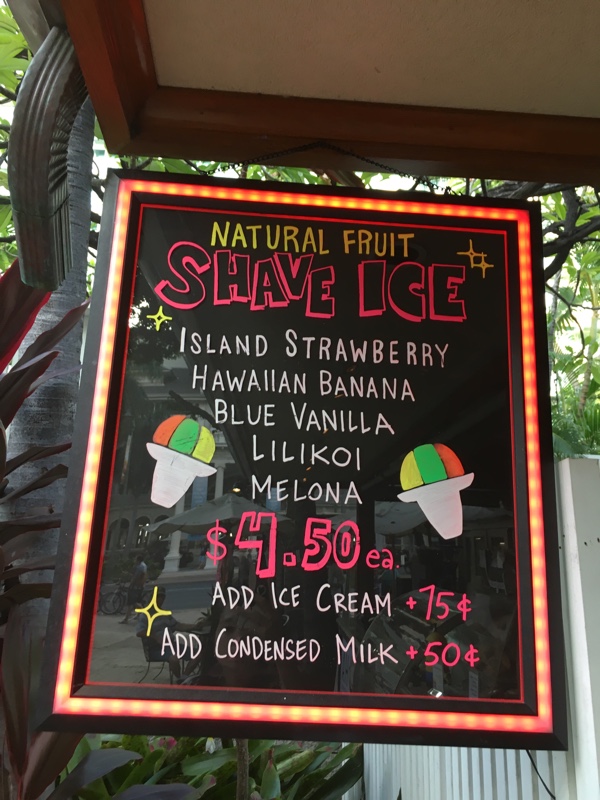 NATURAL FRUIT
SHAVE ICE
ISLAND STRAWBERRY
HAWAIIAN BANANA
BLUE VANILLA
LILIKOI
MELONA
$4.50 ea.
ADD ICE CREAM +75¢
ADD CONDENSED MILK +50¢